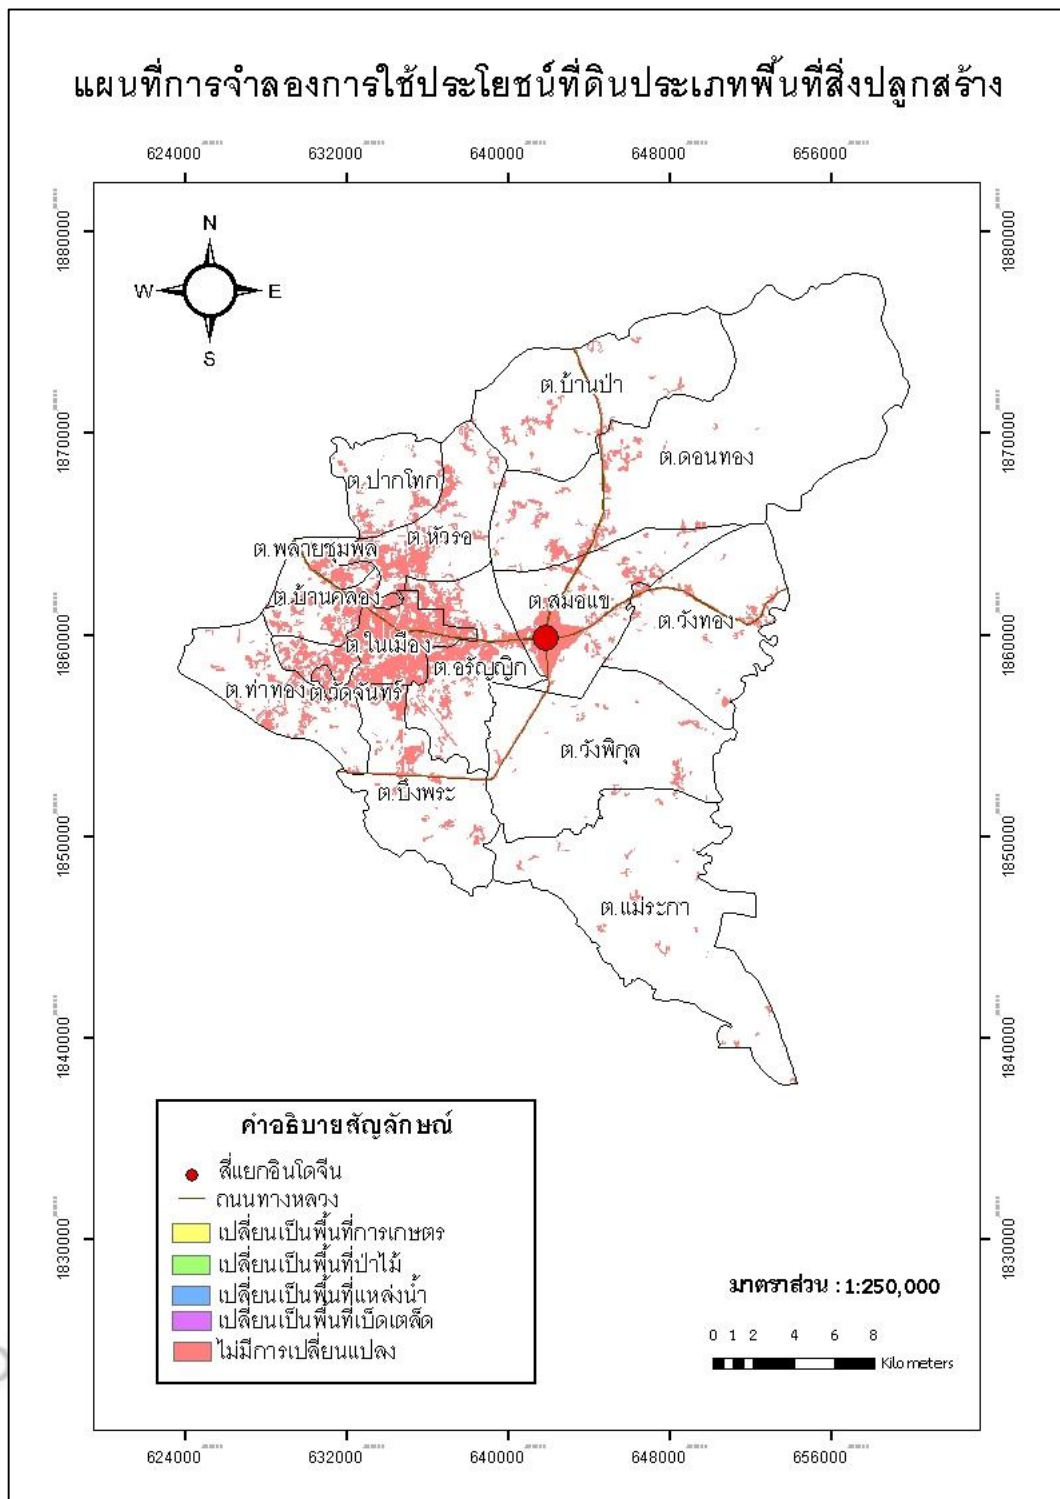 แผนที่การจำลองการใช้ประโยชน์ที่ดินประเภทพื้นที่สิ่งปลูกสร้าง
624000 632000 640000 648000 656000
1880000
1870000
1860000
1850000
1840000
1830000
N
W E
S
ต.บ้านป่า
ต.ดอนทอง
ต.ปากโทก
ต.หัวรอ
ต.พลายชุมพล
ต.บ้านคลอง
ต.สมอแข
ต.วังทอง
ต.ในเมือง
ต.อรัญญิก
ต.ท่าทอง
ต.วัดจันทร์
ต.วังพิกุล
ต.บึงพระ
ต.แม่ระกา
1880000
1870000
1860000
1850000
1840000
1830000
คำอธิบายสัญลักษณ์
สี่แยกอินโดจีน
ถนนทางหลวง
เปลี่ยนเป็นพื้นที่การเกษตร
เปลี่ยนเป็นพื้นที่ป่าไม้
เปลี่ยนเป็นพื้นที่แหล่งน้ำ
เปลี่ยนเป็นพื้นที่เบ็ดเตล็ด
ไม่มีการเปลี่ยนแปลง
มาตราส่วน : 1:250,000
0 1 2 4 6 8
Kilometers
624000 632000 640000 648000 656000